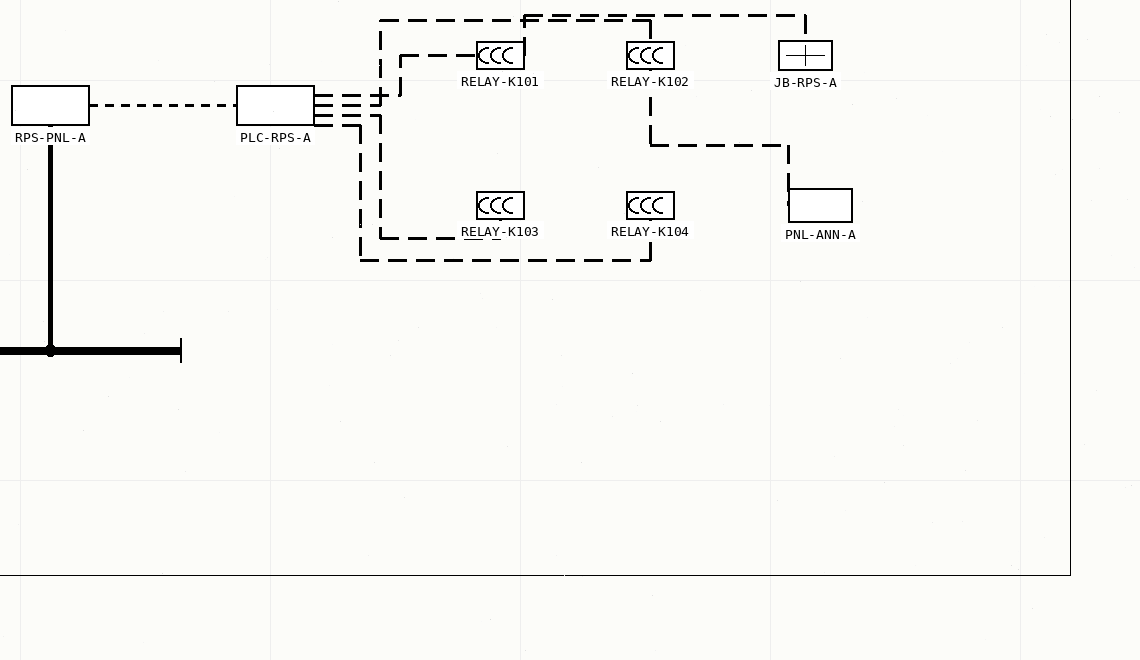 RELAY-K101
RELAY-K102
JB-RPS-A
RPS-PNL-A
PLC-RPS-A
RELAY-K103
RELAY-K104
PNL-ANN-A